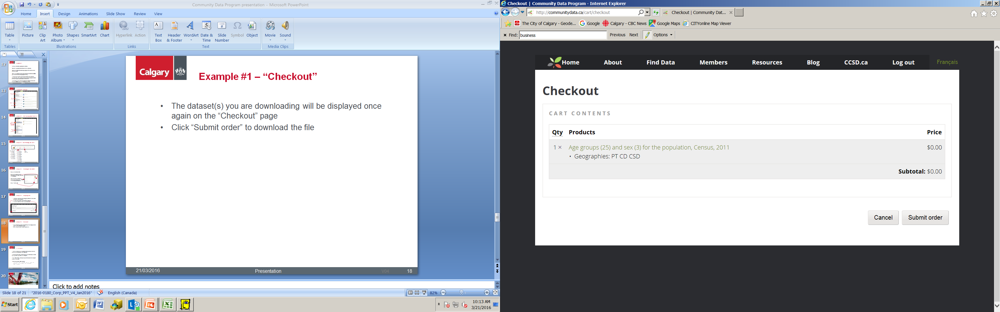 Community Data Program presentation - Microsoft PowerPoint
Home Insert Design Animations Slide Show Review View
Table Picture Clip Art Photo Album Shapes SmartArt Chart Hyperlink Action Text Box Header & Footer WordArt Date & Time Slide Number Symbol Object Movie Sound
Tables Illustrations Links Text Media Clips
12
13
14
15
16
17
18
19
20
Calgary
Example #1 – “Checkout”
• The dataset(s) you are downloading will be displayed once
again on the “Checkout” page
• Click “Submit order” to download the file
21/03/2016 Presentation V04 18
Click to add notes
Slide 18 of 21 "2016-0180_Corp_PPT_V4_Jan2016" English (Canada) 82%
Start
10:13 AM
3/21/2016
Checkout | Community Data Program - Internet Explorer
http://communitydata.ca/cart/checkout Checkout | Community Dat...
The City of Calgary - Geode... Google Calgary - CBC News Google Maps CITYonline Map Viewer
× Find: business Previous Next Options
Home About Find Data Members Resources Blog CCSD.ca Log out Français
Checkout
CART CONTENTS
Qty Products Price
1 × Age groups (25) and sex (3) for the population, Census, 2011 $0.00
• Geographies: PT CD CSD
Subtotal: $0.00
Cancel Submit order